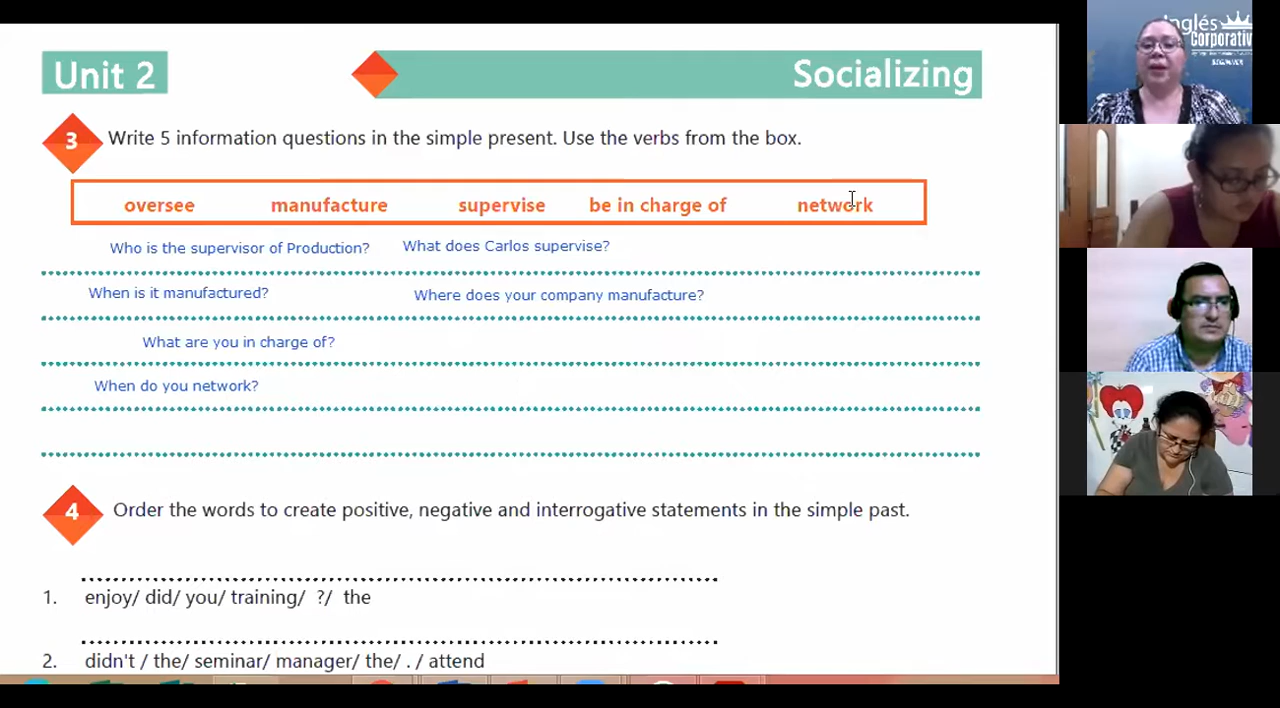 Unit 2
Socializing
3 Write 5 information questions in the simple present. Use the verbs from the box.
oversee manufacture supervise be in charge of network
Who is the supervisor of Production? What does Carlos supervise?
When is it manufactured? Where does your company manufacture?
What are you in charge of?
When do you network?
4 Order the words to create positive, negative and interrogative statements in the simple past.
1. enjoy/ did/ you/ training/ ?/ the
2. didn't / the/ seminar/ manager/ the/ . / attend
Inglés
Corporativ